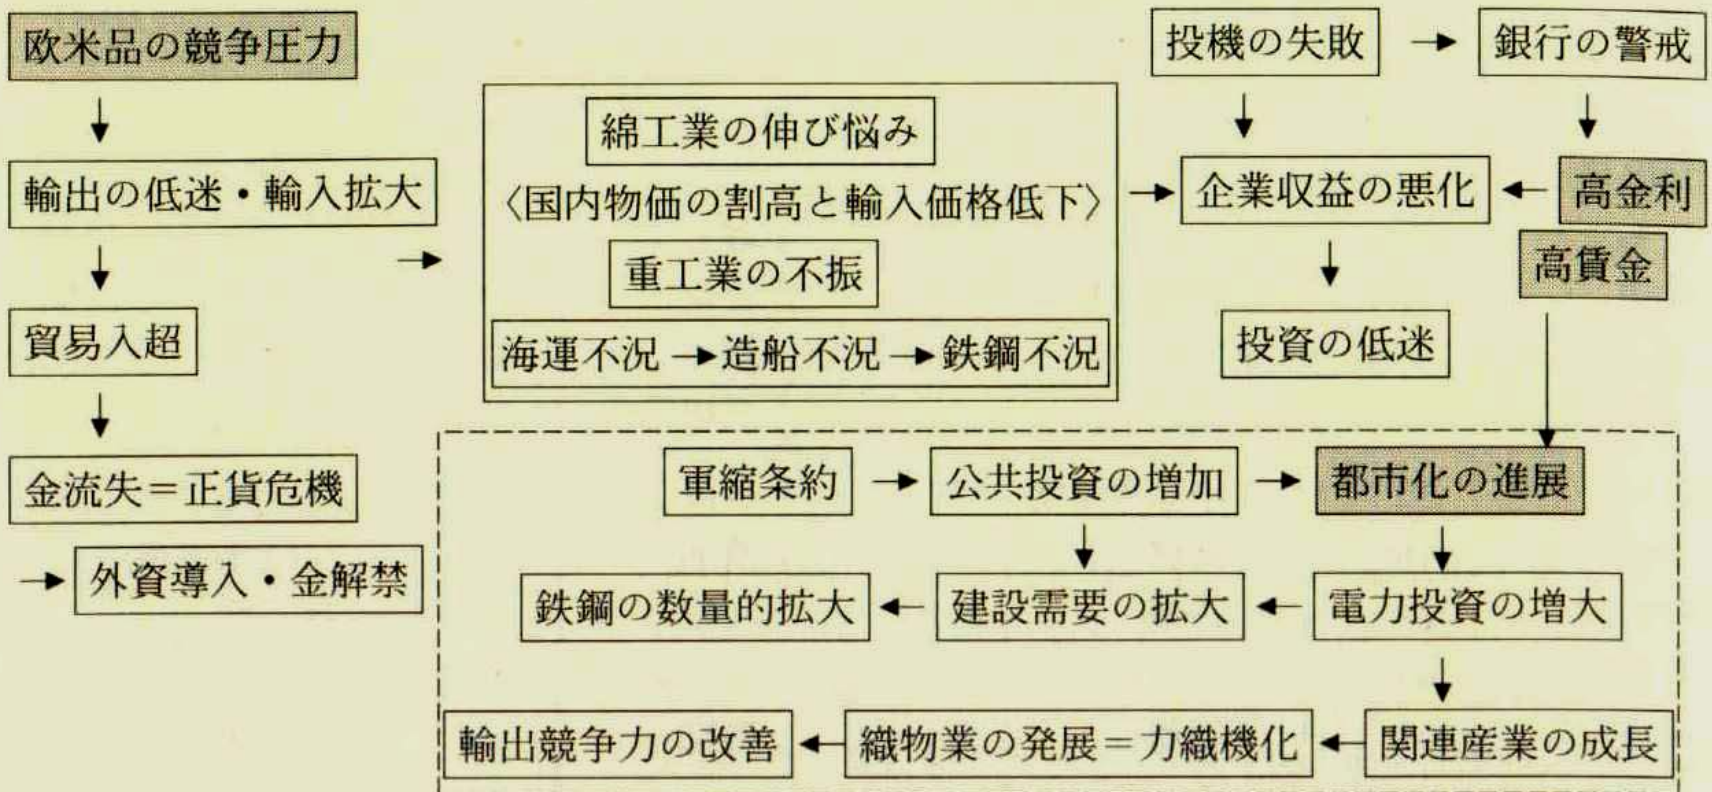 欧米品の競争圧力
↓
輸出の低迷・輸入拡大
↓
貿易入超
↓
金流失＝正貨危機
→外資導入・金解禁
→
綿工業の伸び悩み
〈国内物価の割高と輸入価格低下〉
重工業の不振
海運不況→造船不況→鉄鋼不況
投機の失敗→銀行の警戒
↓ ↓
→企業収益の悪化←高金利
高賃金
↓
投資の低迷
↓
軍縮条約→公共投資の増加→都市化の進展
↓ ↓
鉄鋼の数量的拡大←建設需要の拡大←電力投資の増大
↓
輸出競争力の改善←織物業の発展＝力織機化←関連産業の成長